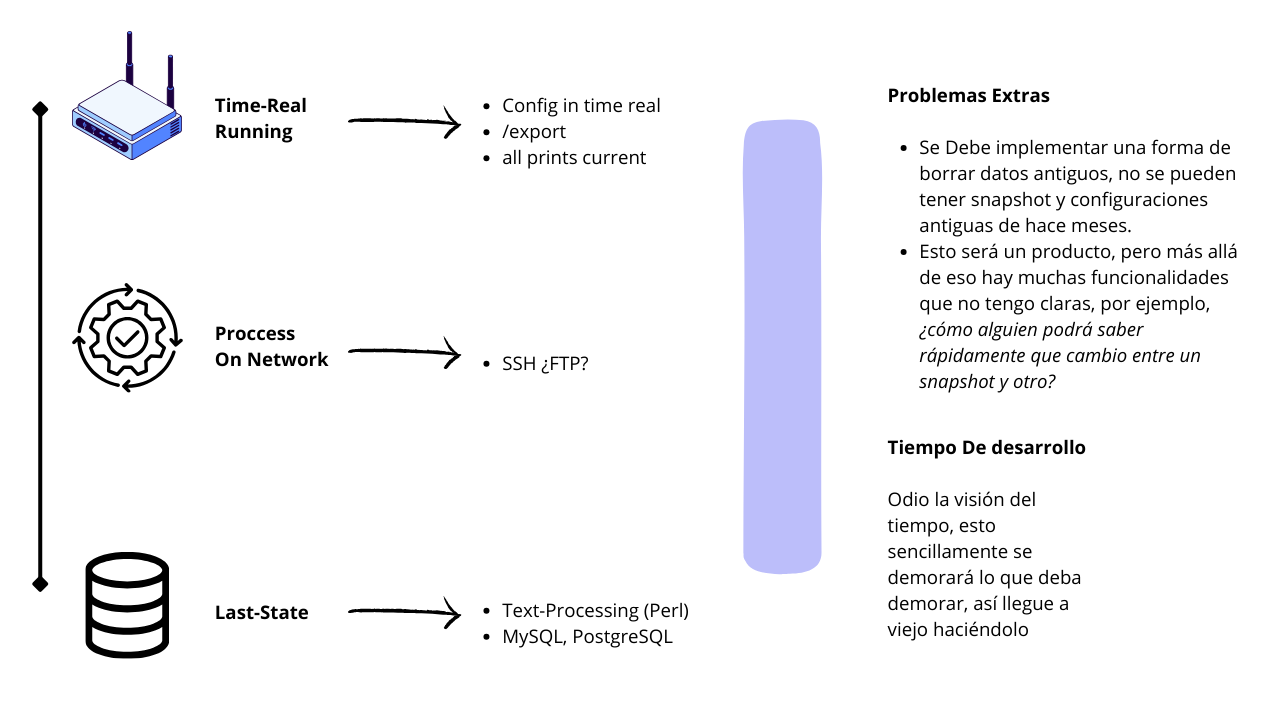 Time-Real
Running
• Config in time real
• /export
• all prints current
Proccess
On Network
• SSH ¿FTP?
Last-State
• Text-Processing (Perl)
• MySQL, PostgreSQL
Problemas Extras
• Se Debe implementar una forma de
borrar datos antiguos, no se pueden
tener snapshot y configuraciones
antiguas de hace meses.
• Esto será un producto, pero más allá
de eso hay muchas funcionalidades
que no tengo claras, por ejemplo,
¿cómo alguien podrá saber
rápidamente que cambio entre un
snapshot y otro?
Tiempo De desarrollo
Odio la visión del
tiempo, esto
sencillamente se
demorará lo que deba
demorar, así llegue a
viejo haciéndolo